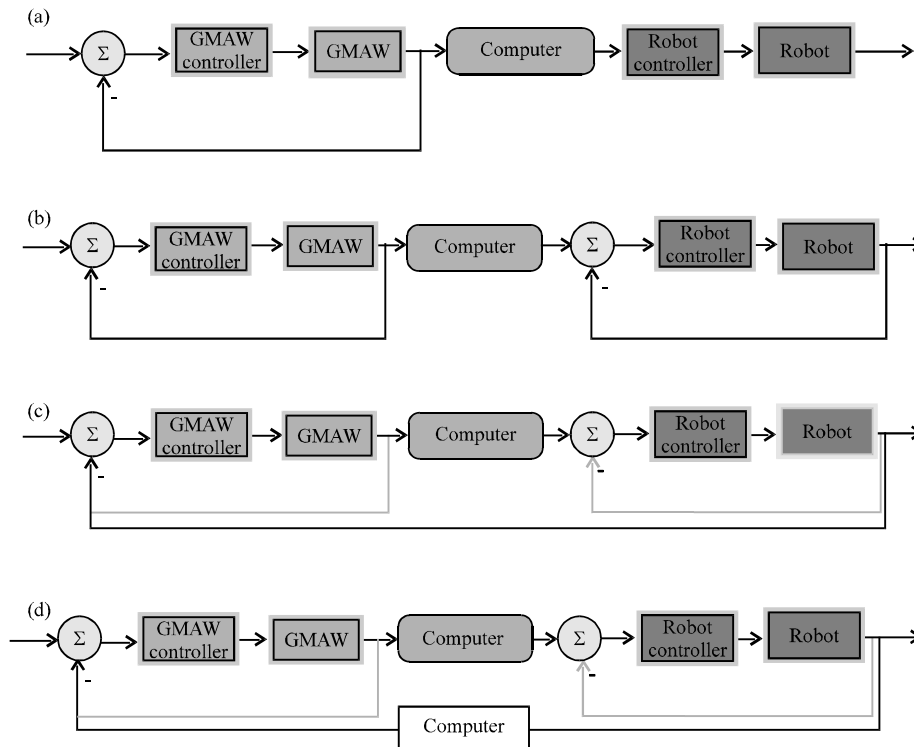 (a)
Σ
GMAW
controller
GMAW
Computer
Robot
controller
Robot
-
(b)
Σ
GMAW
controller
GMAW
Computer
Σ
Robot
controller
Robot
-
-
(c)
Σ
GMAW
controller
GMAW
Computer
Σ
Robot
controller
Robot
-
-
(d)
Σ
GMAW
controller
GMAW
Computer
Σ
Robot
controller
Robot
-
-
Computer